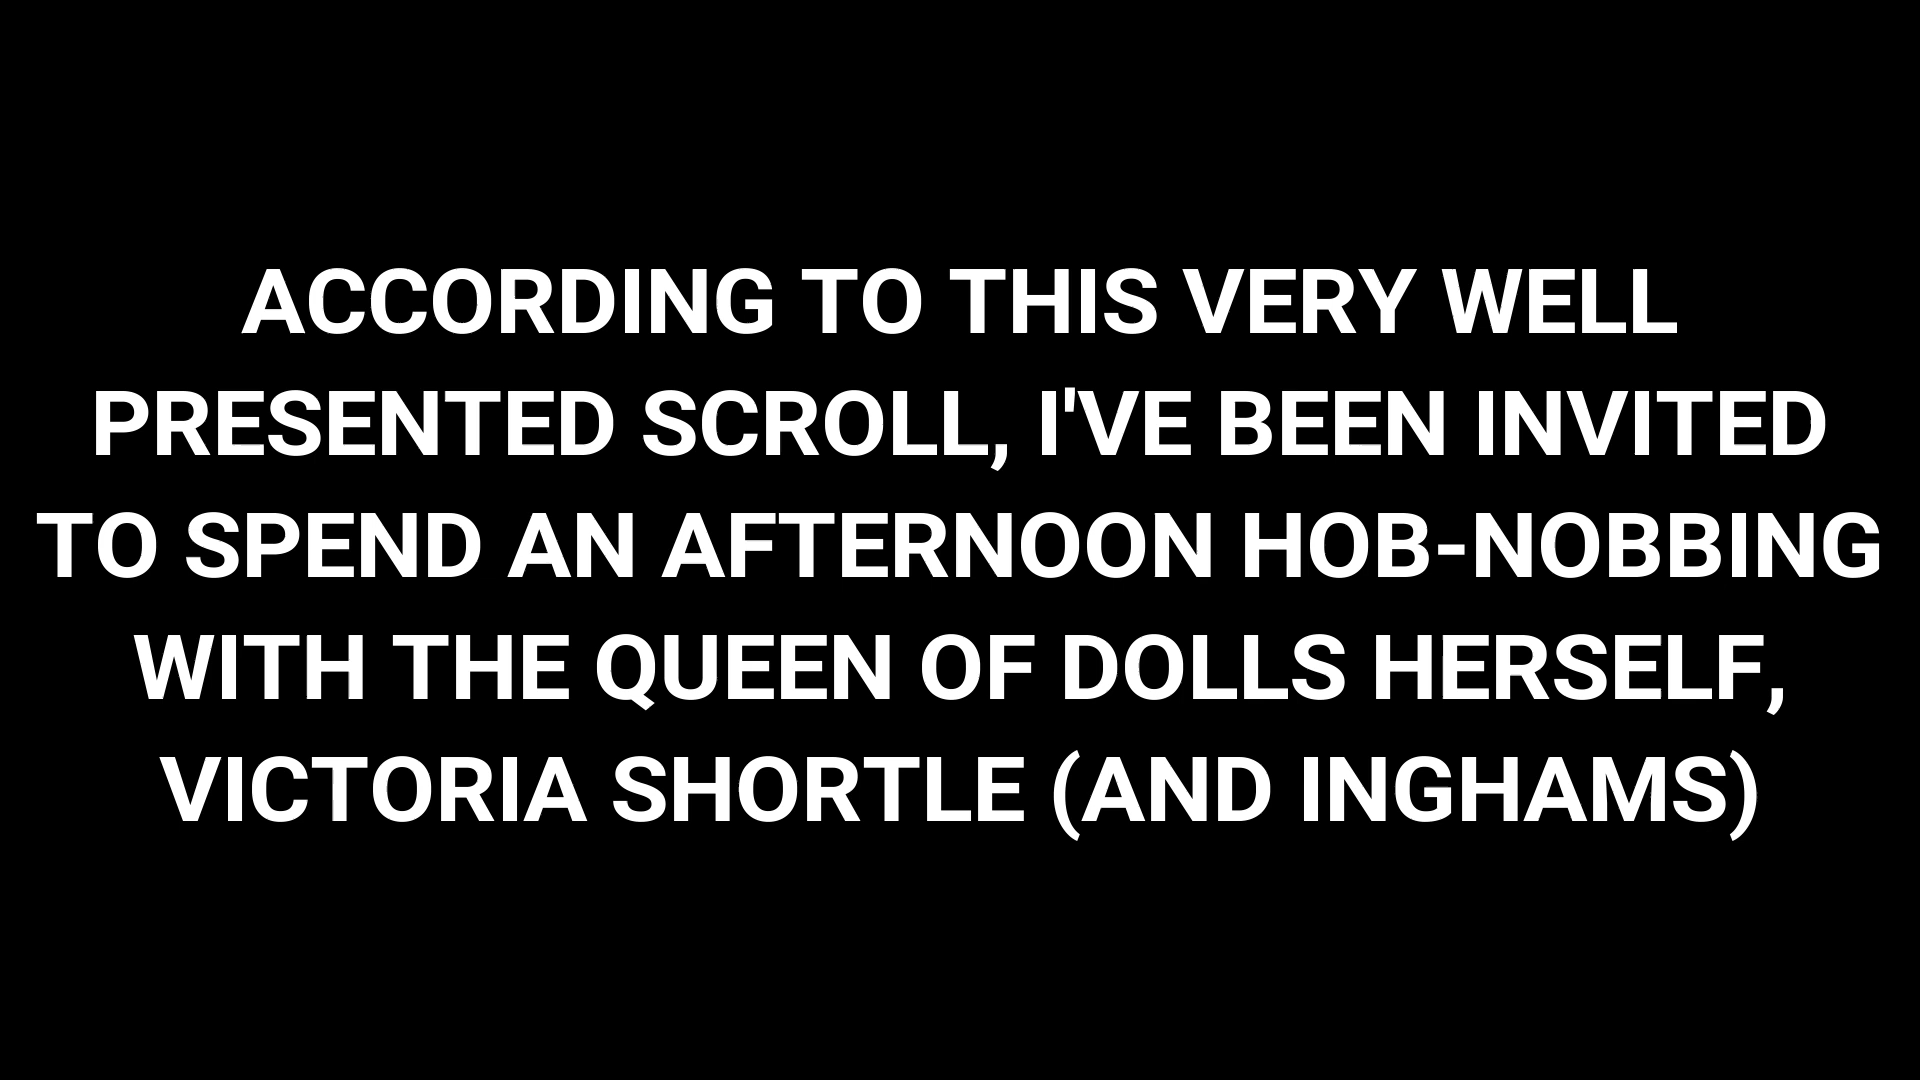 ACCORDING TO THIS VERY WELL
PRESENTED SCROLL, I'VE BEEN INVITED
TO SPEND AN AFTERNOON HOB-NOBBING
WITH THE QUEEN OF DOLLS HERSELF,
VICTORIA SHORTLE (AND INGHAMS)